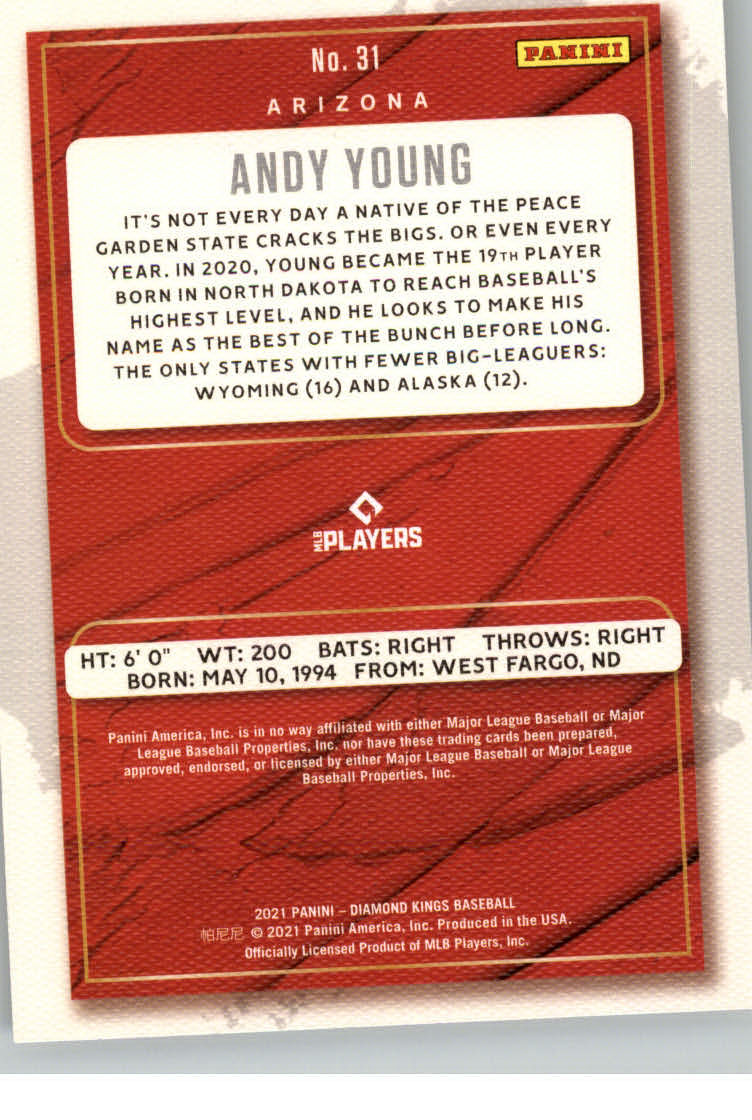 No. 31
PANINI
ARIZONA
ANDY YOUNG
IT'S NOT EVERY DAY A NATIVE OF THE PEACE
GARDEN STATE CRACKS THE BIGS. OR EVEN EVERY
YEAR. IN 2020, YOUNG BECAME THE 19TH PLAYER
BORN IN NORTH DAKOTA TO REACH BASEBALL'S
HIGHEST LEVEL, AND HE LOOKS TO MAKE HIS
NAME AS THE BEST OF THE BUNCH BEFORE LONG.
THE ONLY STATES WITH FEWER BIG-LEAGUERS:
WYOMING (16) AND ALASKA (12).
MLB PLAYERS
HT: 6' 0" WT: 200 BATS: RIGHT THROWS: RIGHT
BORN: MAY 10, 1994 FROM: WEST FARGO, ND
Panini America, Inc. is in no way affiliated with either Major League Baseball or Major
League Baseball Properties, Inc. nor have these trading cards been prepared,
approved, endorsed, or licensed by either Major League Baseball or Major League
Baseball Properties, Inc.
2021 PANINI – DIAMOND KINGS BASEBALL
帕尼尼 © 2021 Panini America, Inc. Produced in the USA.
Officially Licensed Product of MLB Players, Inc.